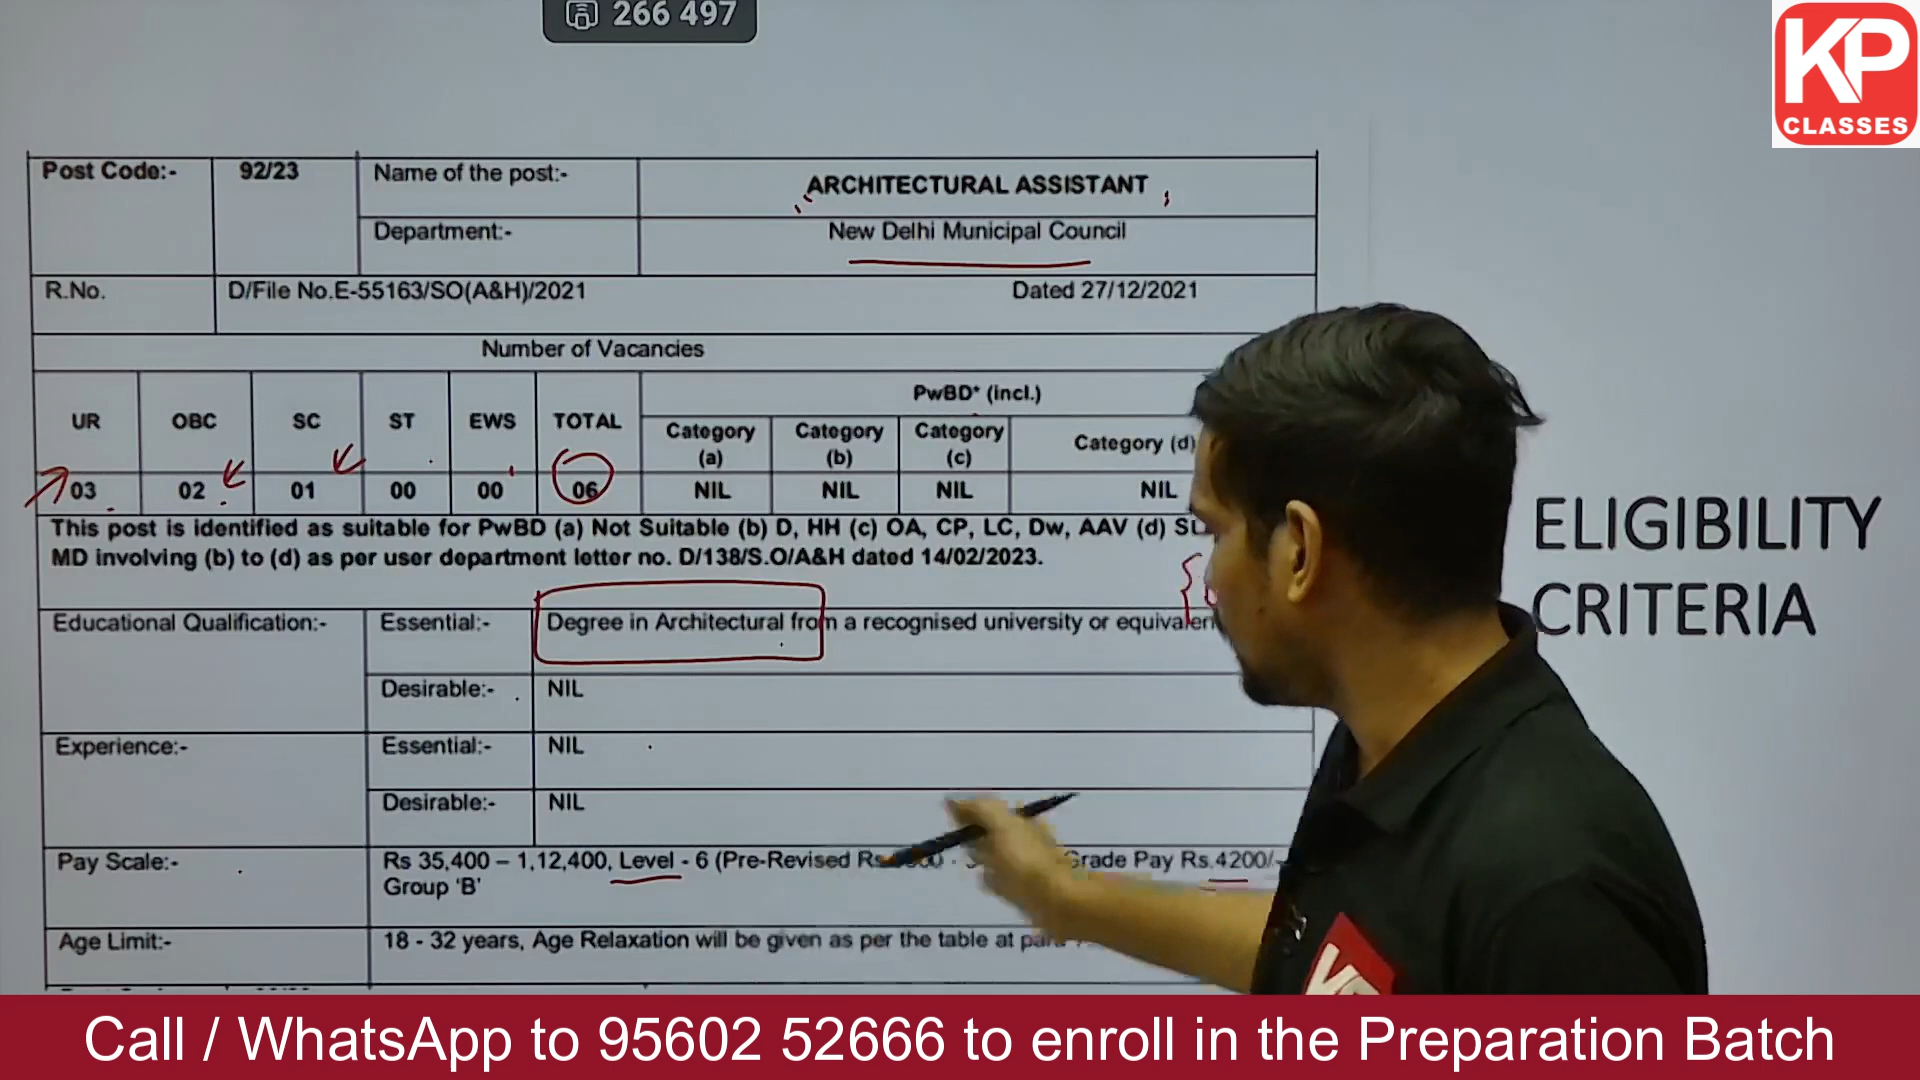 266 497
KP
CLASSES
Post Code:- 92/23 Name of the post:- ARCHITECTURAL ASSISTANT
Department:- New Delhi Municipal Council
R.No. D/File No.E-55163/SO(A&H)/2021 Dated 27/12/2021
Number of Vacancies
UR OBC SC ST EWS TOTAL PwBD* (incl.)
Category (a) Category (b) Category (c) Category (d)
03 02 01 00 00 06 NIL NIL NIL NIL
This post is identified as suitable for PwBD (a) Not Suitable (b) D, HH (c) OA, CP, LC, Dw, AAV (d)
MD involving (b) to (d) as per user department letter no. D/138/S.O/A&H dated 14/02/2023.
ELIGIBILITY
CRITERIA
Educational Qualification:- Essential:- Degree in Architectural from a recognised university or
Desirable:- NIL
Experience:- Essential:- NIL
Desirable:- NIL
Pay Scale:- Rs 35,400 – 1,12,400, Level - 6 (Pre-Revised Grade Pay Rs.4200/-
Group 'B'
Age Limit:- 18 - 32 years, Age Relaxation will be given as per the table at
Call / WhatsApp to 95602 52666 to enroll in the Preparation Batch